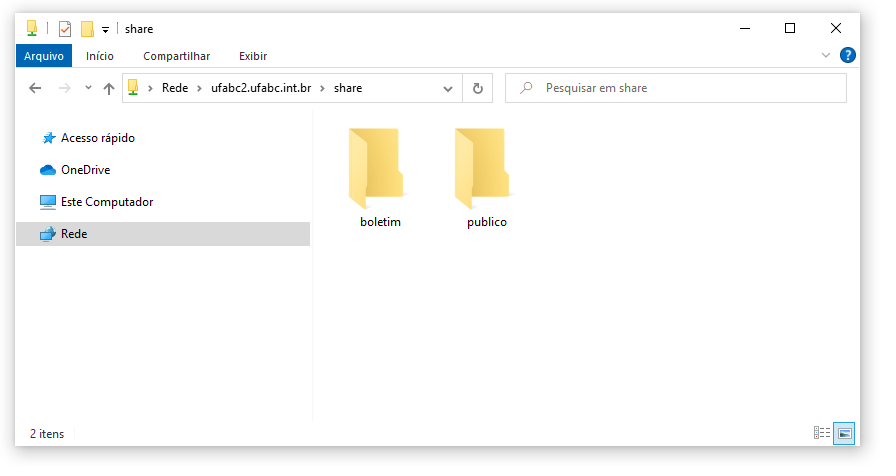 share
Arquivo Início Compartilhar Exibir ?
Rede ufabc2.ufabc.int.br share Pesquisar em share
Acesso rápido
OneDrive
Este Computador
Rede
boletim publico
2 itens